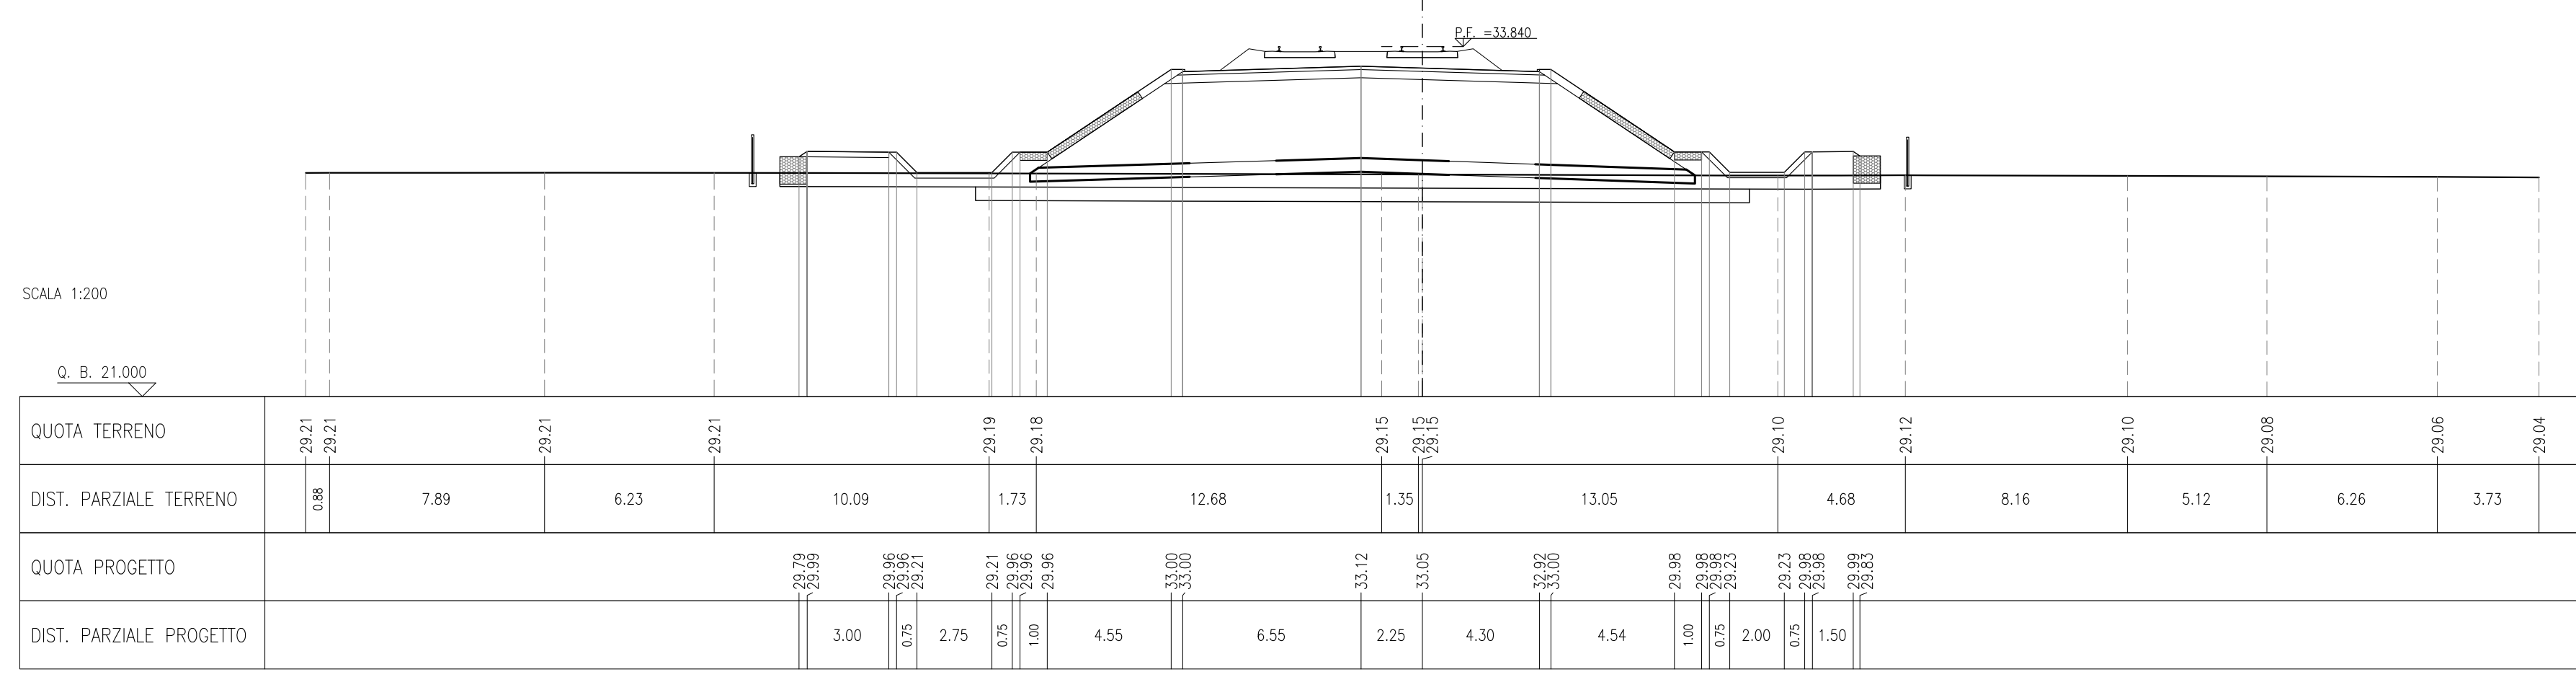 P.F. =33.840
SCALA 1:200
Q. B. 21.000
QUOTA TERRENO 29.21 29.21 29.21 29.21 29.19 29.18 29.15 29.15 29.15 29.10 29.12 29.10 29.08 29.06 29.04
DIST. PARZIALE TERRENO 0.88 7.89 6.23 10.09 1.73 12.68 1.35 13.05 4.68 8.16 5.12 6.26 3.73
QUOTA PROGETTO 29.79 29.99 29.96 29.96 29.21 29.21 29.96 29.96 29.96 33.00 33.00 33.12 33.05 32.92 33.00 29.98 29.98 29.98 29.23 29.23 29.98 29.98 29.99 29.83
DIST. PARZIALE PROGETTO 3.00 0.75 2.75 0.75 1.00 4.55 6.55 2.25 4.30 4.54 1.00 0.75 2.00 0.75 1.50